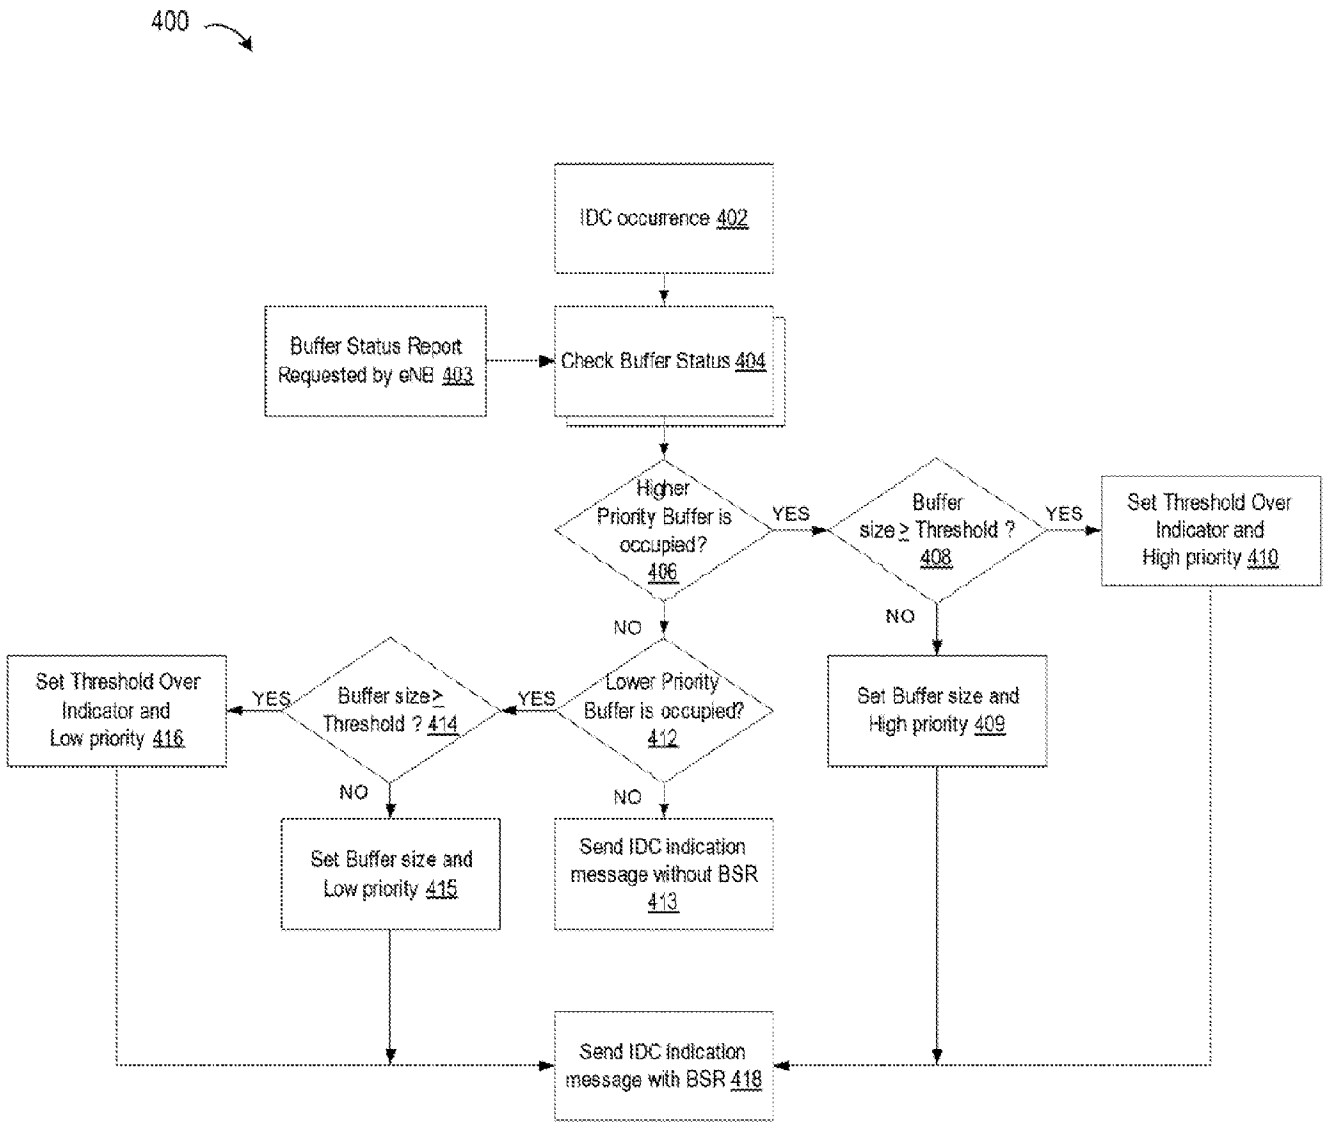 400
IDC occurrence 402
Buffer Status Report
Requested by eNB 403
Check Buffer Status 404
Higher
Priority Buffer is
occupied?
406
YES
Buffer
size ≥ Threshold ?
408
YES
Set Threshold Over
Indicator and
High priority 410
NO
NO
Set Threshold Over
Indicator and
Low priority 416
YES
Buffer size ≥
Threshold ? 414
YES
Lower Priority
Buffer is occupied?
412
Set Buffer size and
High priority 409
NO
NO
Set Buffer size and
Low priority 415
Send IDC indication
message without BSR
413
Send IDC indication
message with BSR 418